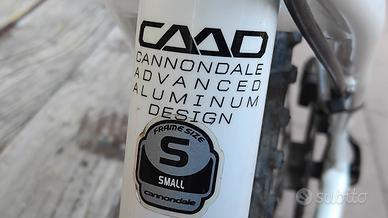 CAAD
CANNONDALE
ADVANCED
ALUMINUM
DESIGN
FRAME SIZE
S
SMALL
cannondale
subito